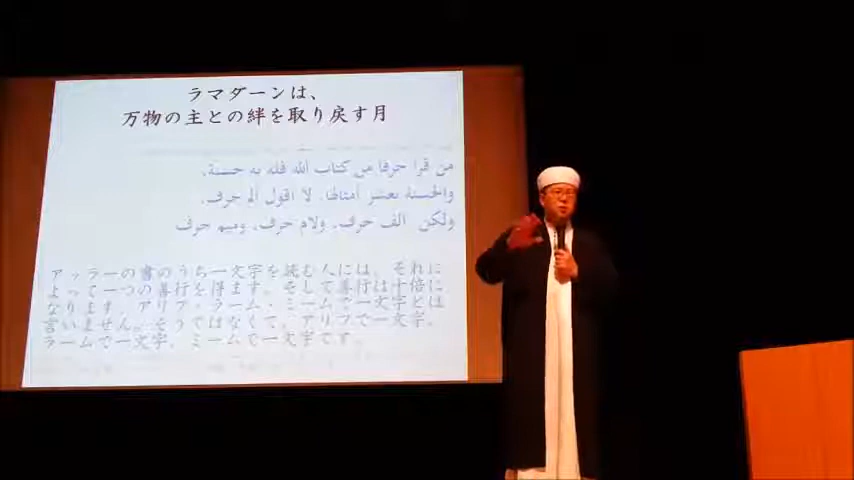 ラマダーンは、
万物の主との絆を取り戻す月
من قرا حرفا من كتاب الله فله به حسنة.
والحسنة بعشر أمثالها. لا اقول ألم حرف.
ولكن الف حرف. ولام حرف. وميم حرف
アッラーの書のうち一文字を読む人には、それに
よって一つの善行を得ます。そして善行は十倍に
なります。アリフ・ラーム・ミームで一文字とは
言いません。そうではなくて、アリフで一文字。
ラームで一文字。ミームで一文字です。